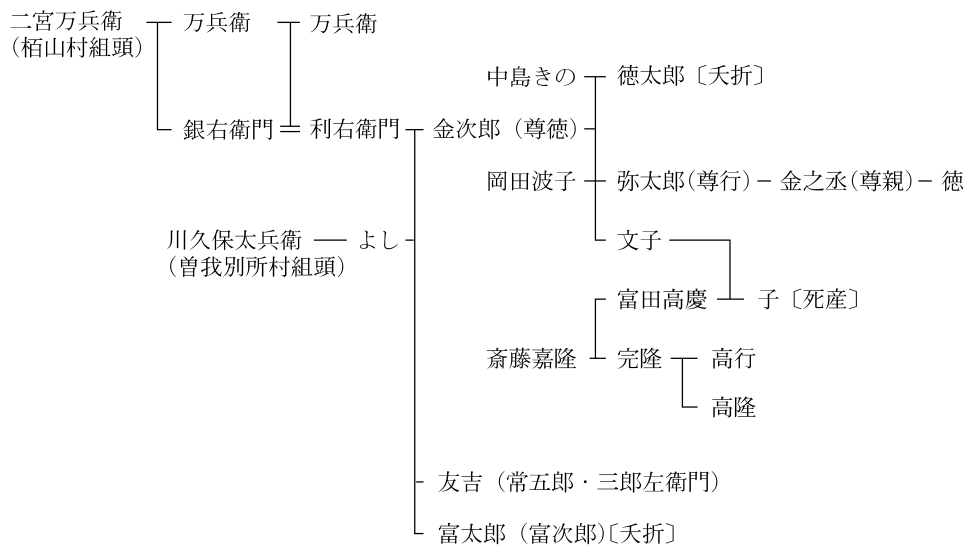 二宮万兵衛 万兵衛 万兵衛
（栢山村組頭）
中島きの 徳太郎〔夭折〕
銀右衛門 利右衛門 金次郎（尊徳）
岡田波子 弥太郎（尊行） 金之丞（尊親） 徳
川久保太兵衛 よし 文子
（曽我別所村組頭）
富田高慶 子〔死産〕
斎藤嘉隆 完隆 高行
高隆
友吉（常五郎・三郎左衛門）
富太郎（富次郎）〔夭折〕